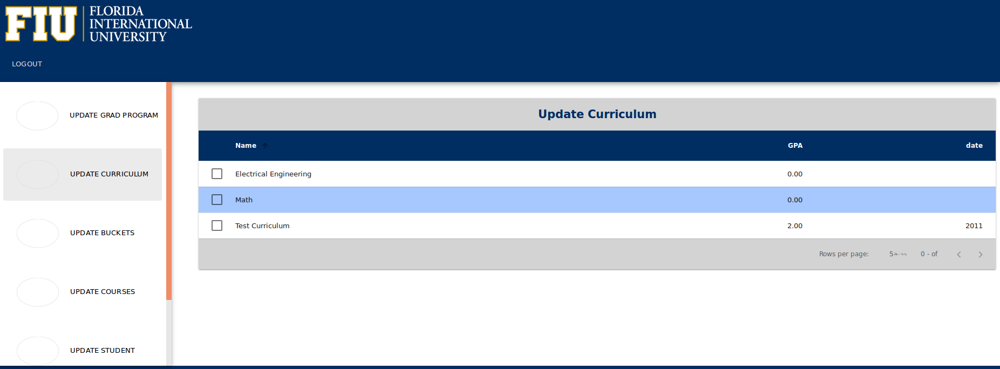 FIU
FLORIDA
INTERNATIONAL
UNIVERSITY
LOGOUT
UPDATE GRAD PROGRAM
UPDATE CURRICULUM
UPDATE BUCKETS
UPDATE COURSES
UPDATE STUDENT
Update Curriculum
Name GPA date
Electrical Engineering 0.00
Math 0.00
Test Curriculum 2.00 2011
Rows per page: 5 0 - of